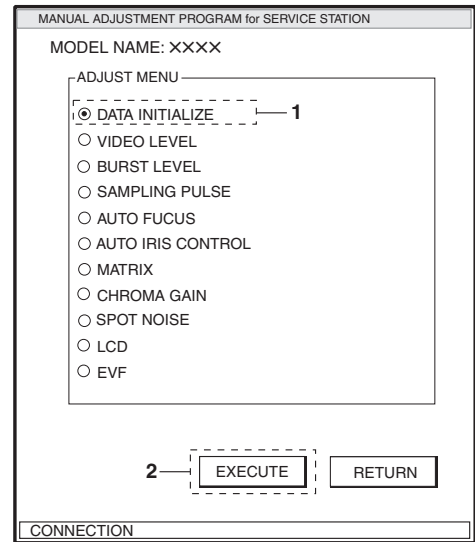 MANUAL ADJUSTMENT PROGRAM for SERVICE STATION
MODEL NAME: XXXX
ADJUST MENU
DATA INITIALIZE
1
VIDEO LEVEL
BURST LEVEL
SAMPLING PULSE
AUTO FUCUS
AUTO IRIS CONTROL
MATRIX
CHROMA GAIN
SPOT NOISE
LCD
EVF
2
EXECUTE
RETURN
CONNECTION